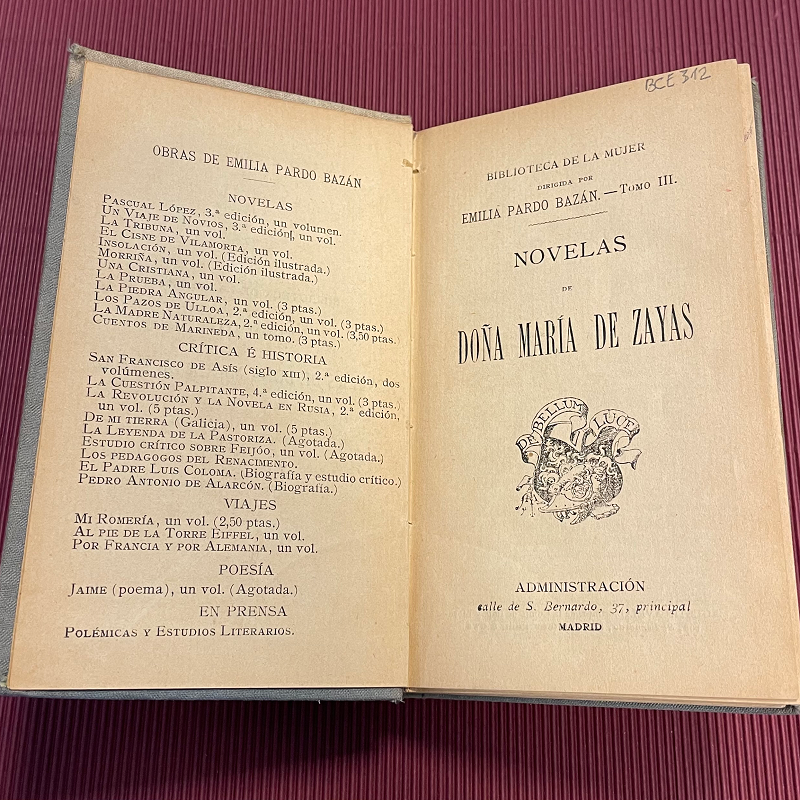 OBRAS DE EMILIA PARDO BAZÁN
NOVELAS
PASCUAL LÓPEZ, 3.ª edición, un volumen.
UN VIAJE DE NOVIOS, 3.ª edición, un vol.
LA TRIBUNA, un vol.
EL CISNE DE VILAMORTA, un vol.
INSOLACIÓN, un vol. (Edición ilustrada.)
MORRIÑA, un vol. (Edición ilustrada.)
UNA CRISTIANA, un vol.
LA PRUEBA, un vol.
LA PIEDRA ANGULAR, un vol. (3 ptas.)
LOS PAZOS DE ULLOA, 2.ª edición, un vol. (3 ptas.)
LA MADRE NATURALEZA, 2.ª edición, un vol. (3,50 ptas.)
CUENTOS DE MARINEDA, un tomo. (3 ptas.)
CRÍTICA É HISTORIA
SAN FRANCISCO DE ASÍS (siglo XIII), 2.ª edición, dos
volúmenes.
LA CUESTIÓN PALPITANTE, 4.ª edición, un vol. (3 ptas.)
LA REVOLUCIÓN Y LA NOVELA EN RUSIA, 2.ª edición,
un vol. (5 ptas.)
DE MI TIERRA (Galicia), un vol. (5 ptas.)
LA LEYENDA DE LA PASTORIZA. (Agotada.)
ESTUDIO CRÍTICO SOBRE FEIJÓO, un vol. (Agotada.)
LOS PEDAGOGOS DEL RENACIMENTO.
EL PADRE LUIS COLOMA. (Biografía y estudio crítico.)
PEDRO ANTONIO DE ALARCÓN. (Biografía.)
VIAJES
MI ROMERÍA, un vol. (2,50 ptas.)
AL PIE DE LA TORRE EIFFEL, un vol.
POR FRANCIA Y POR ALEMANIA, un vol.
POESÍA
JAIME (poema), un vol. (Agotada.)
EN PRENSA
POLÉMICAS Y ESTUDIOS LITERARIOS.
BCE 312
BIBLIOTECA DE LA MUJER
DIRIGIDA POR
EMILIA PARDO BAZÁN.—TOMO III.
NOVELAS
DE
DOÑA MARÍA DE ZAYAS
DE BELLUM LUCE
ADMINISTRACIÓN
calle de S. Bernardo, 37, principal
MADRID